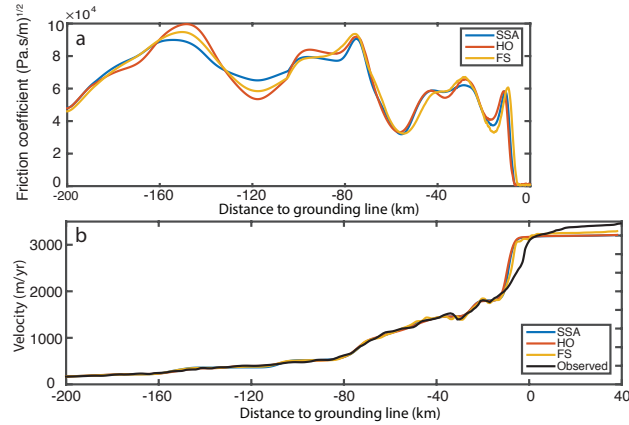 10 ×10⁴
a
SSA
HO
FS
8
6
4
2
0
Friction coefficient (Pa.s/m)¹/²
-200 -160 -120 -80 -40 0
Distance to grounding line (km)
b
3000
2000
1000
0
Velocity (m/yr)
SSA
HO
FS
Observed
-200 -160 -120 -80 -40 0 40
Distance to grounding line (km)